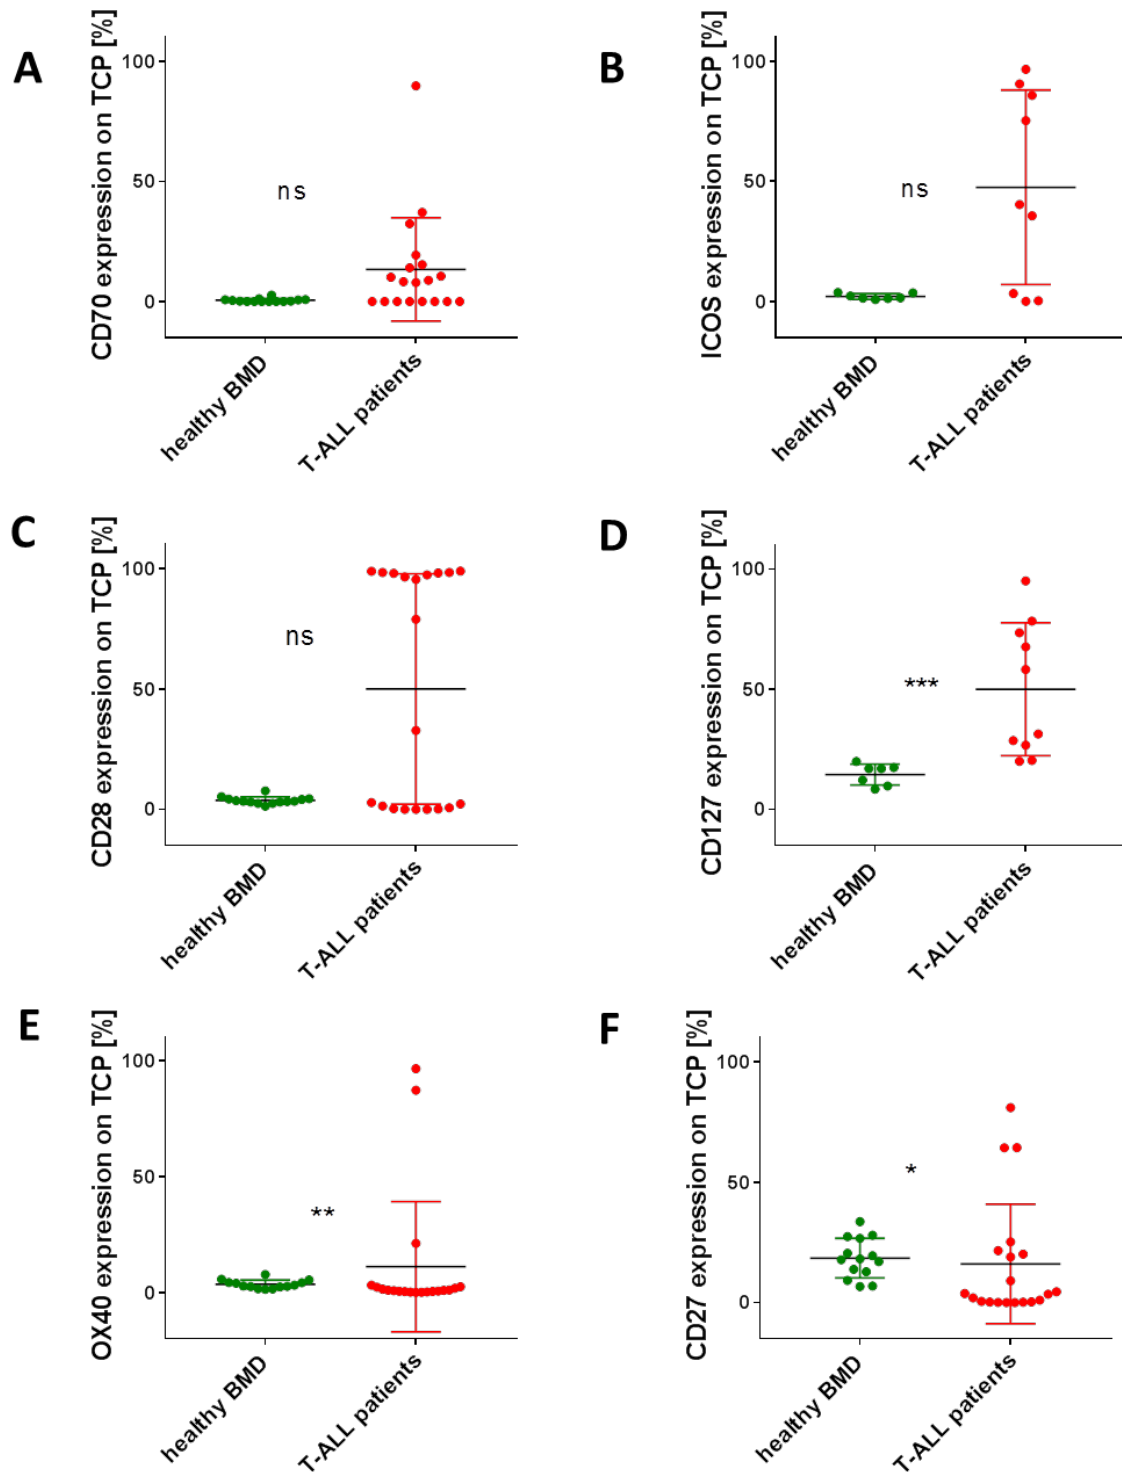 A
CD70 expression on TCP [%]
100
50
0
ns
healthy BMD
T-ALL patients
B
ICOS expression on TCP [%]
100
50
0
ns
healthy BMD
T-ALL patients
C
CD28 expression on TCP [%]
100
50
0
ns
healthy BMD
T-ALL patients
D
CD127 expression on TCP [%]
100
50
0
***
healthy BMD
T-ALL patients
E
OX40 expression on TCP [%]
100
50
0
**
healthy BMD
T-ALL patients
F
CD27 expression on TCP [%]
100
50
0
*
healthy BMD
T-ALL patients